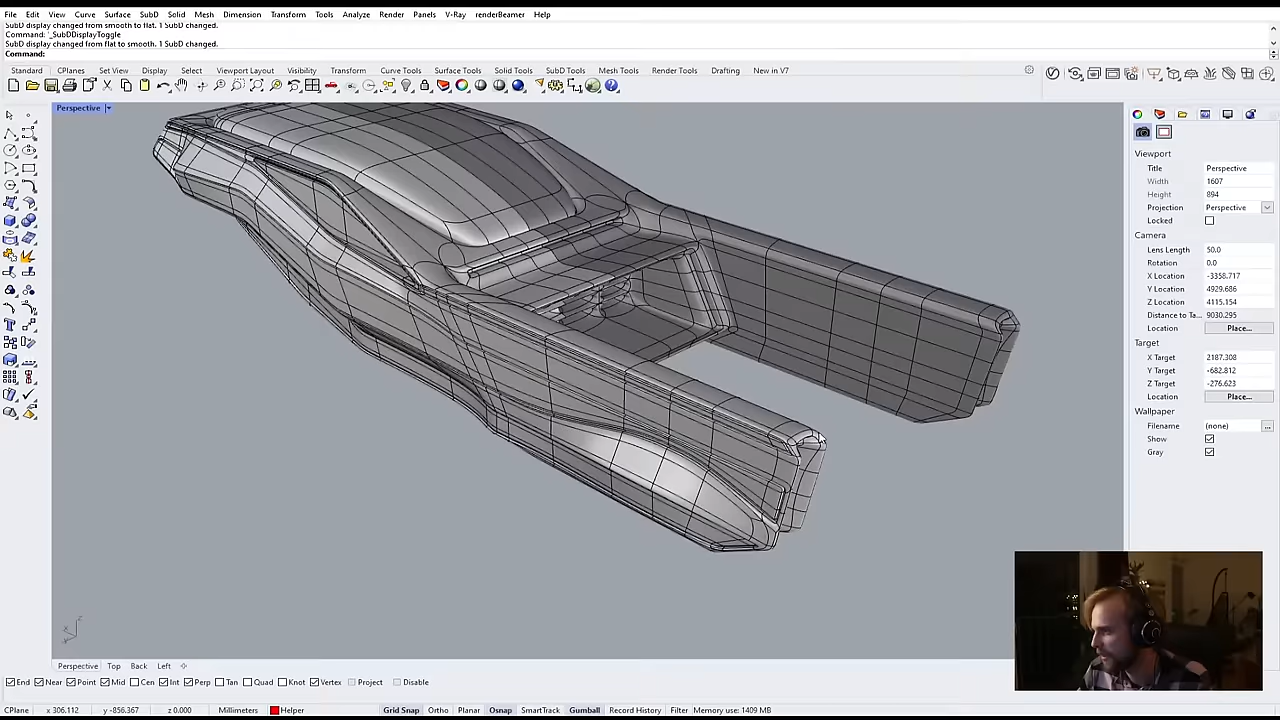 File Edit View Curve Surface SubD Solid Mesh Dimension Transform Tools Analyze Render Panels V-Ray renderBeamer Help
SubD display changed from smooth to flat. 1 SubD changed.
Command: '_SubDDisplayToggle
SubD display changed from flat to smooth. 1 SubD changed.
Command:
Standard CPlanes Set View Display Select Viewport Layout Visibility Transform Curve Tools Surface Tools Solid Tools SubD Tools Mesh Tools Render Tools Drafting New in V7
Perspective
Viewport
Title Perspective
Width 1607
Height 894
Projection Perspective
Locked
Camera
Lens Length 50.0
Rotation 0.0
X Location -3358.717
Y Location 4929.686
Z Location 4115.154
Distance to Ta... 9030.295
Location Place...
Target
X Target 2187.308
Y Target -682.812
Z Target -276.623
Location Place...
Wallpaper
Filename (none) ...
Show
Gray
z
x
y
Perspective Top Back Left
End Near Point Mid Cen Int Perp Tan Quad Knot Vertex Project Disable
CPlane x 306.112 y -856.367 z 0.000 Millimeters Helper Grid Snap Ortho Planar Osnap SmartTrack Gumball Record History Filter Memory use: 1409 MB